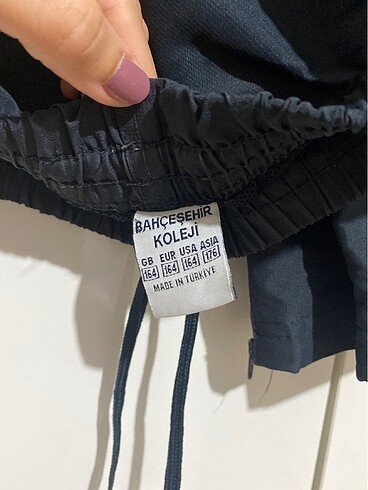 BAHÇEŞEHİR
KOLEJİ
GB EUR USA ASIA
164 164 164 176
MADE IN TÜRKİYE